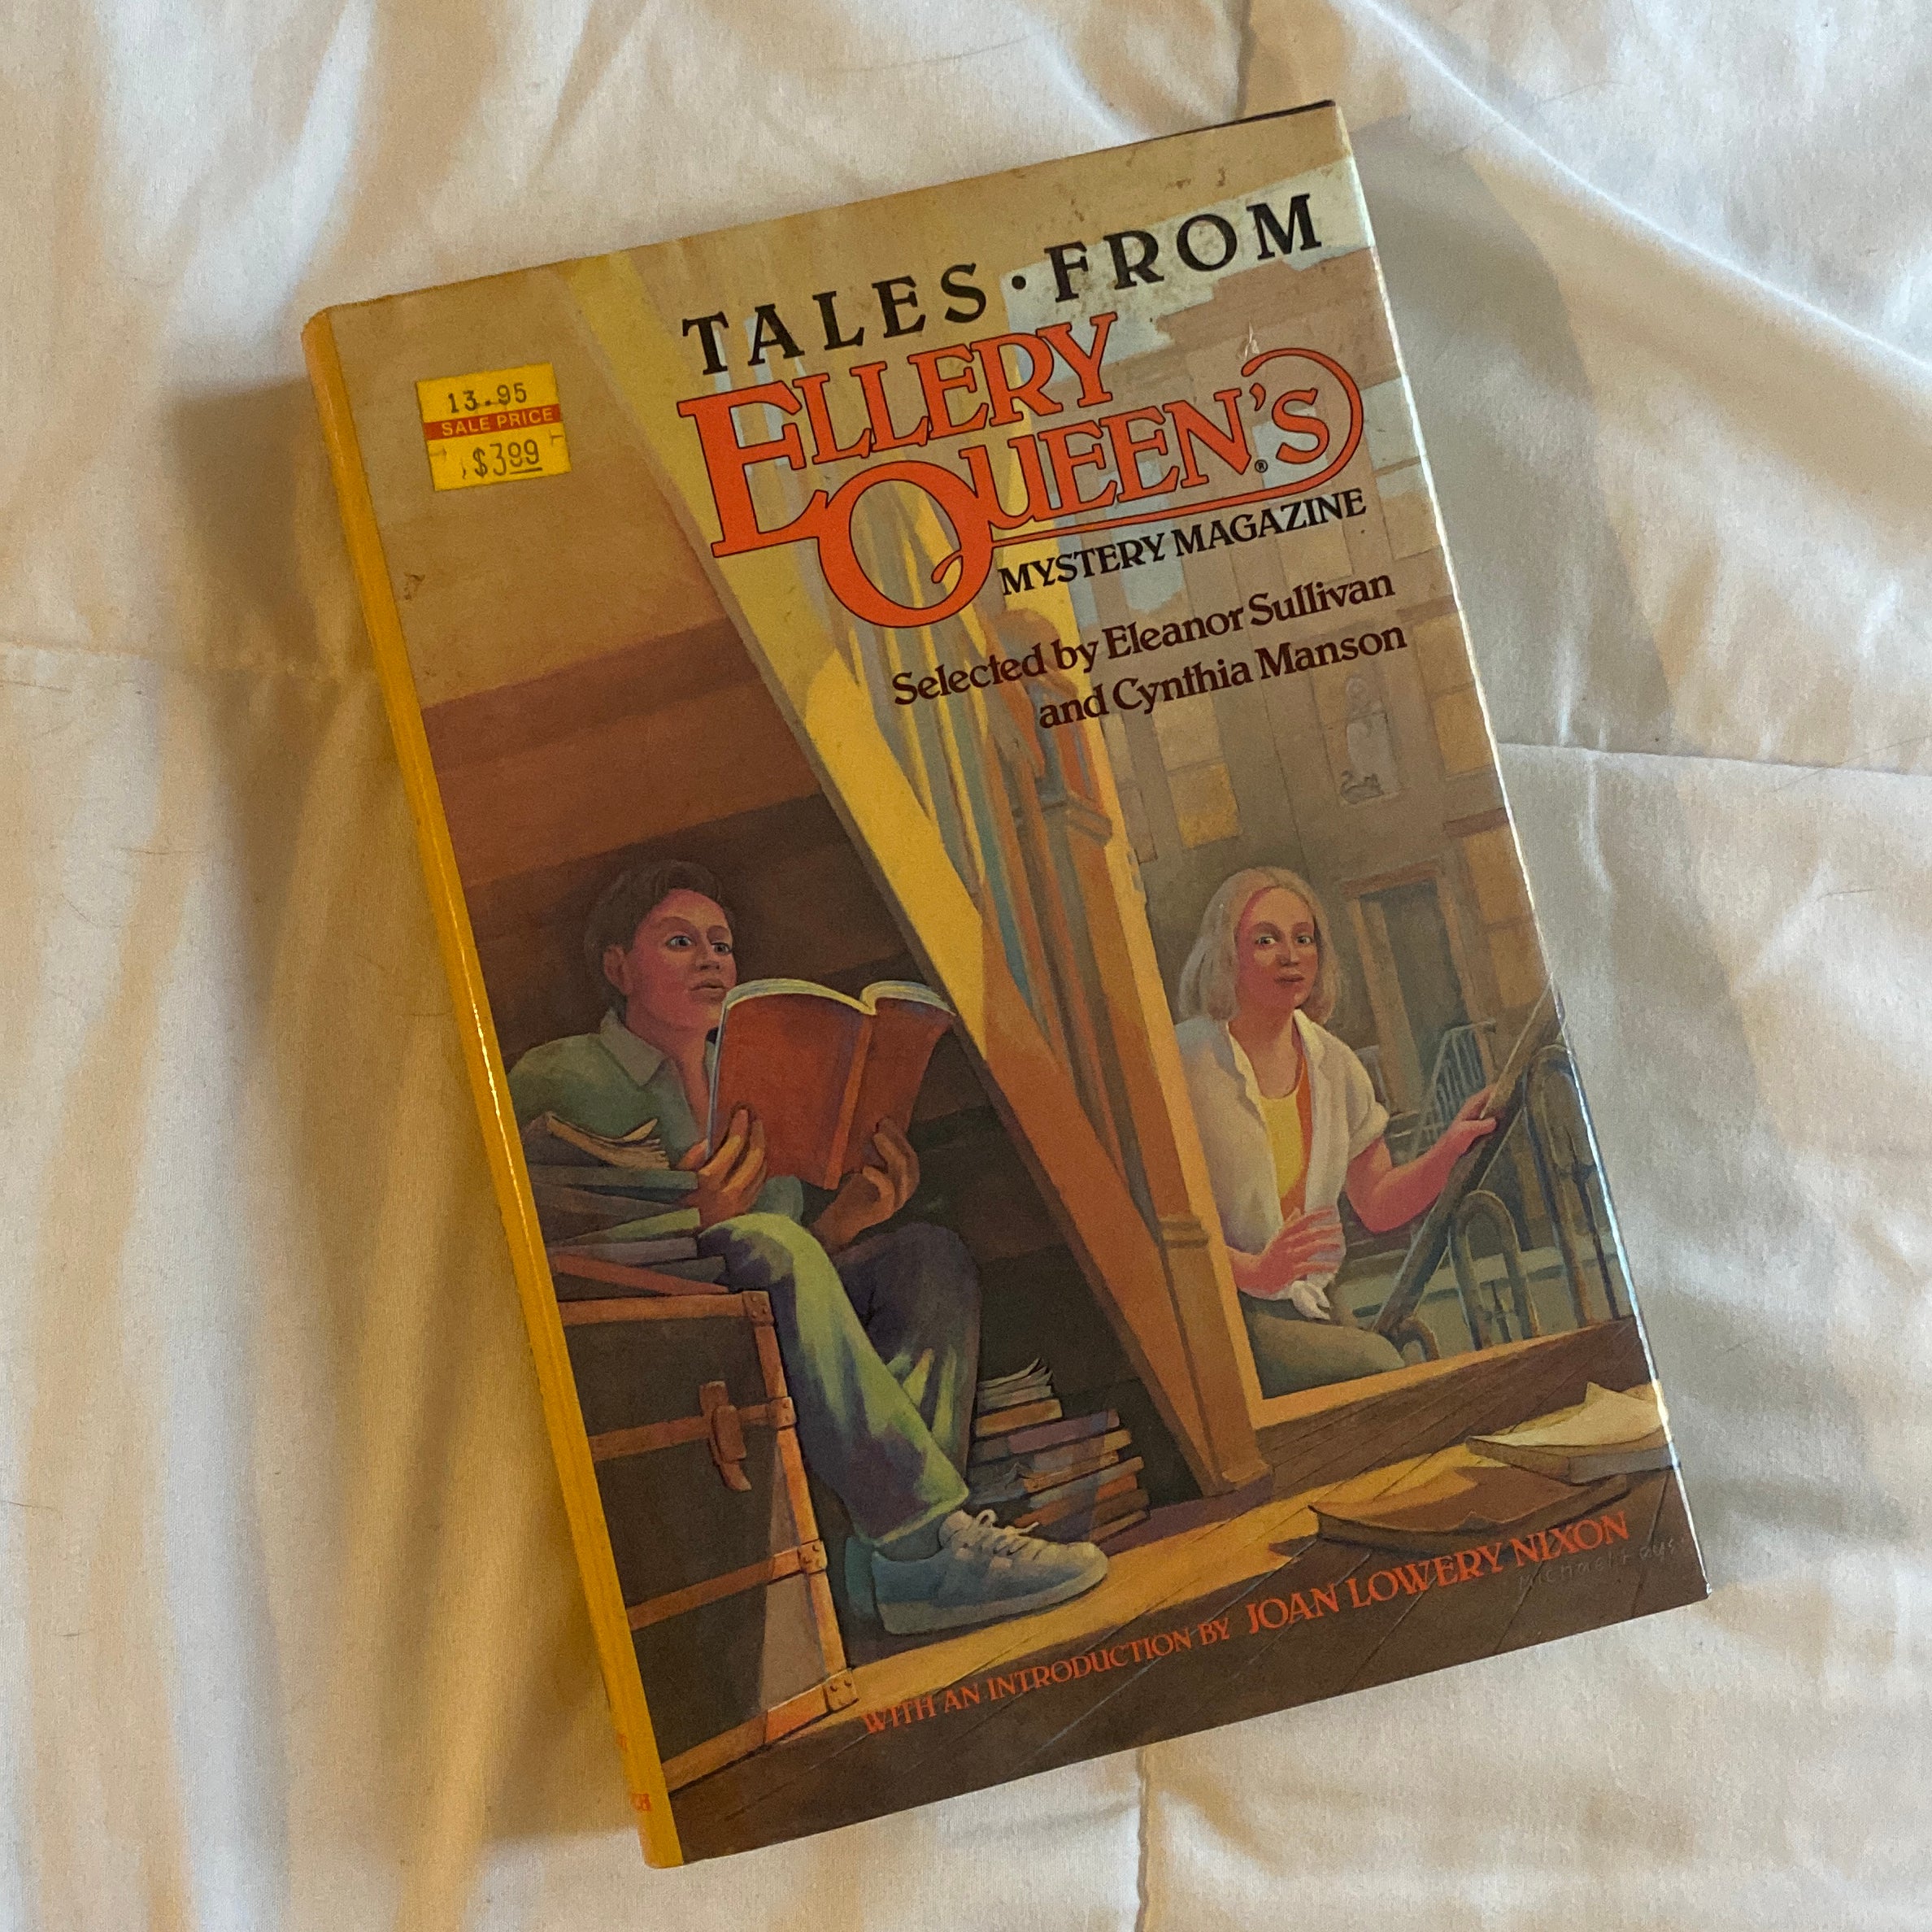 13.95
SALE PRICE
$3.99
TALES·FROM
ELLERY
QUEEN'S®
MYSTERY MAGAZINE
Selected by Eleanor Sullivan
and Cynthia Manson
WITH AN INTRODUCTION BY JOAN LOWERY NIXON